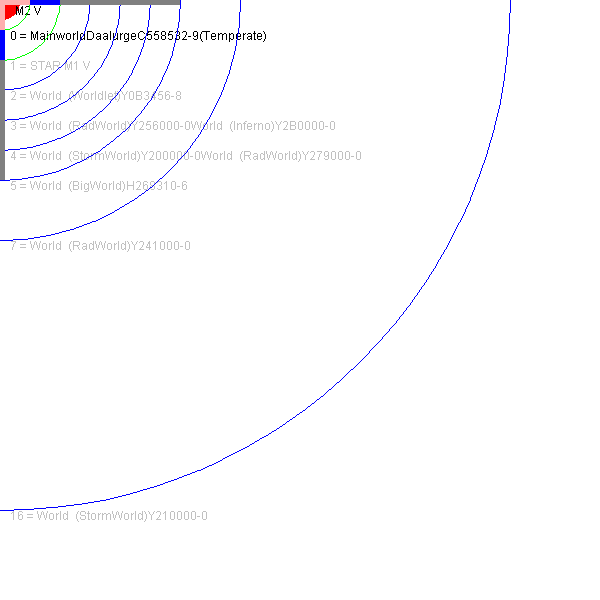 M2 V
0 = MainworldDaalurgeC558532-9(Temperate)
1 = STAR M1 V
2 = World (Worldlet)Y0B3456-8
3 = World (RadWorld)Y256000-0World (Inferno)Y2B0000-0
4 = World (StormWorld)Y200000-0World (RadWorld)Y279000-0
5 = World (BigWorld)H269310-6
7 = World (RadWorld)Y241000-0
16 = World (StormWorld)Y210000-0